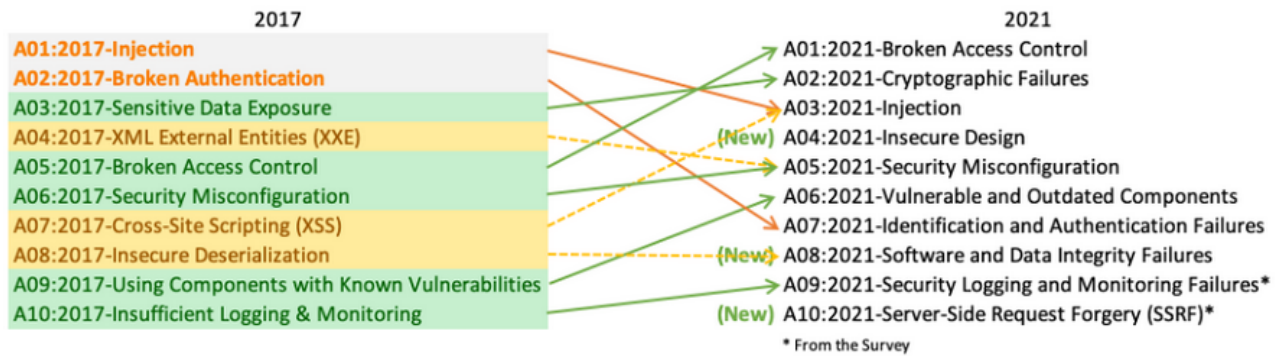 2017
A01:2017-Injection
A02:2017-Broken Authentication
A03:2017-Sensitive Data Exposure
A04:2017-XML External Entities (XXE)
A05:2017-Broken Access Control
A06:2017-Security Misconfiguration
A07:2017-Cross-Site Scripting (XSS)
A08:2017-Insecure Deserialization
A09:2017-Using Components with Known Vulnerabilities
A10:2017-Insufficient Logging & Monitoring
2021
A01:2021-Broken Access Control
A02:2021-Cryptographic Failures
A03:2021-Injection
(New) A04:2021-Insecure Design
A05:2021-Security Misconfiguration
A06:2021-Vulnerable and Outdated Components
A07:2021-Identification and Authentication Failures
(New) A08:2021-Software and Data Integrity Failures
A09:2021-Security Logging and Monitoring Failures*
(New) A10:2021-Server-Side Request Forgery (SSRF)*
* From the Survey